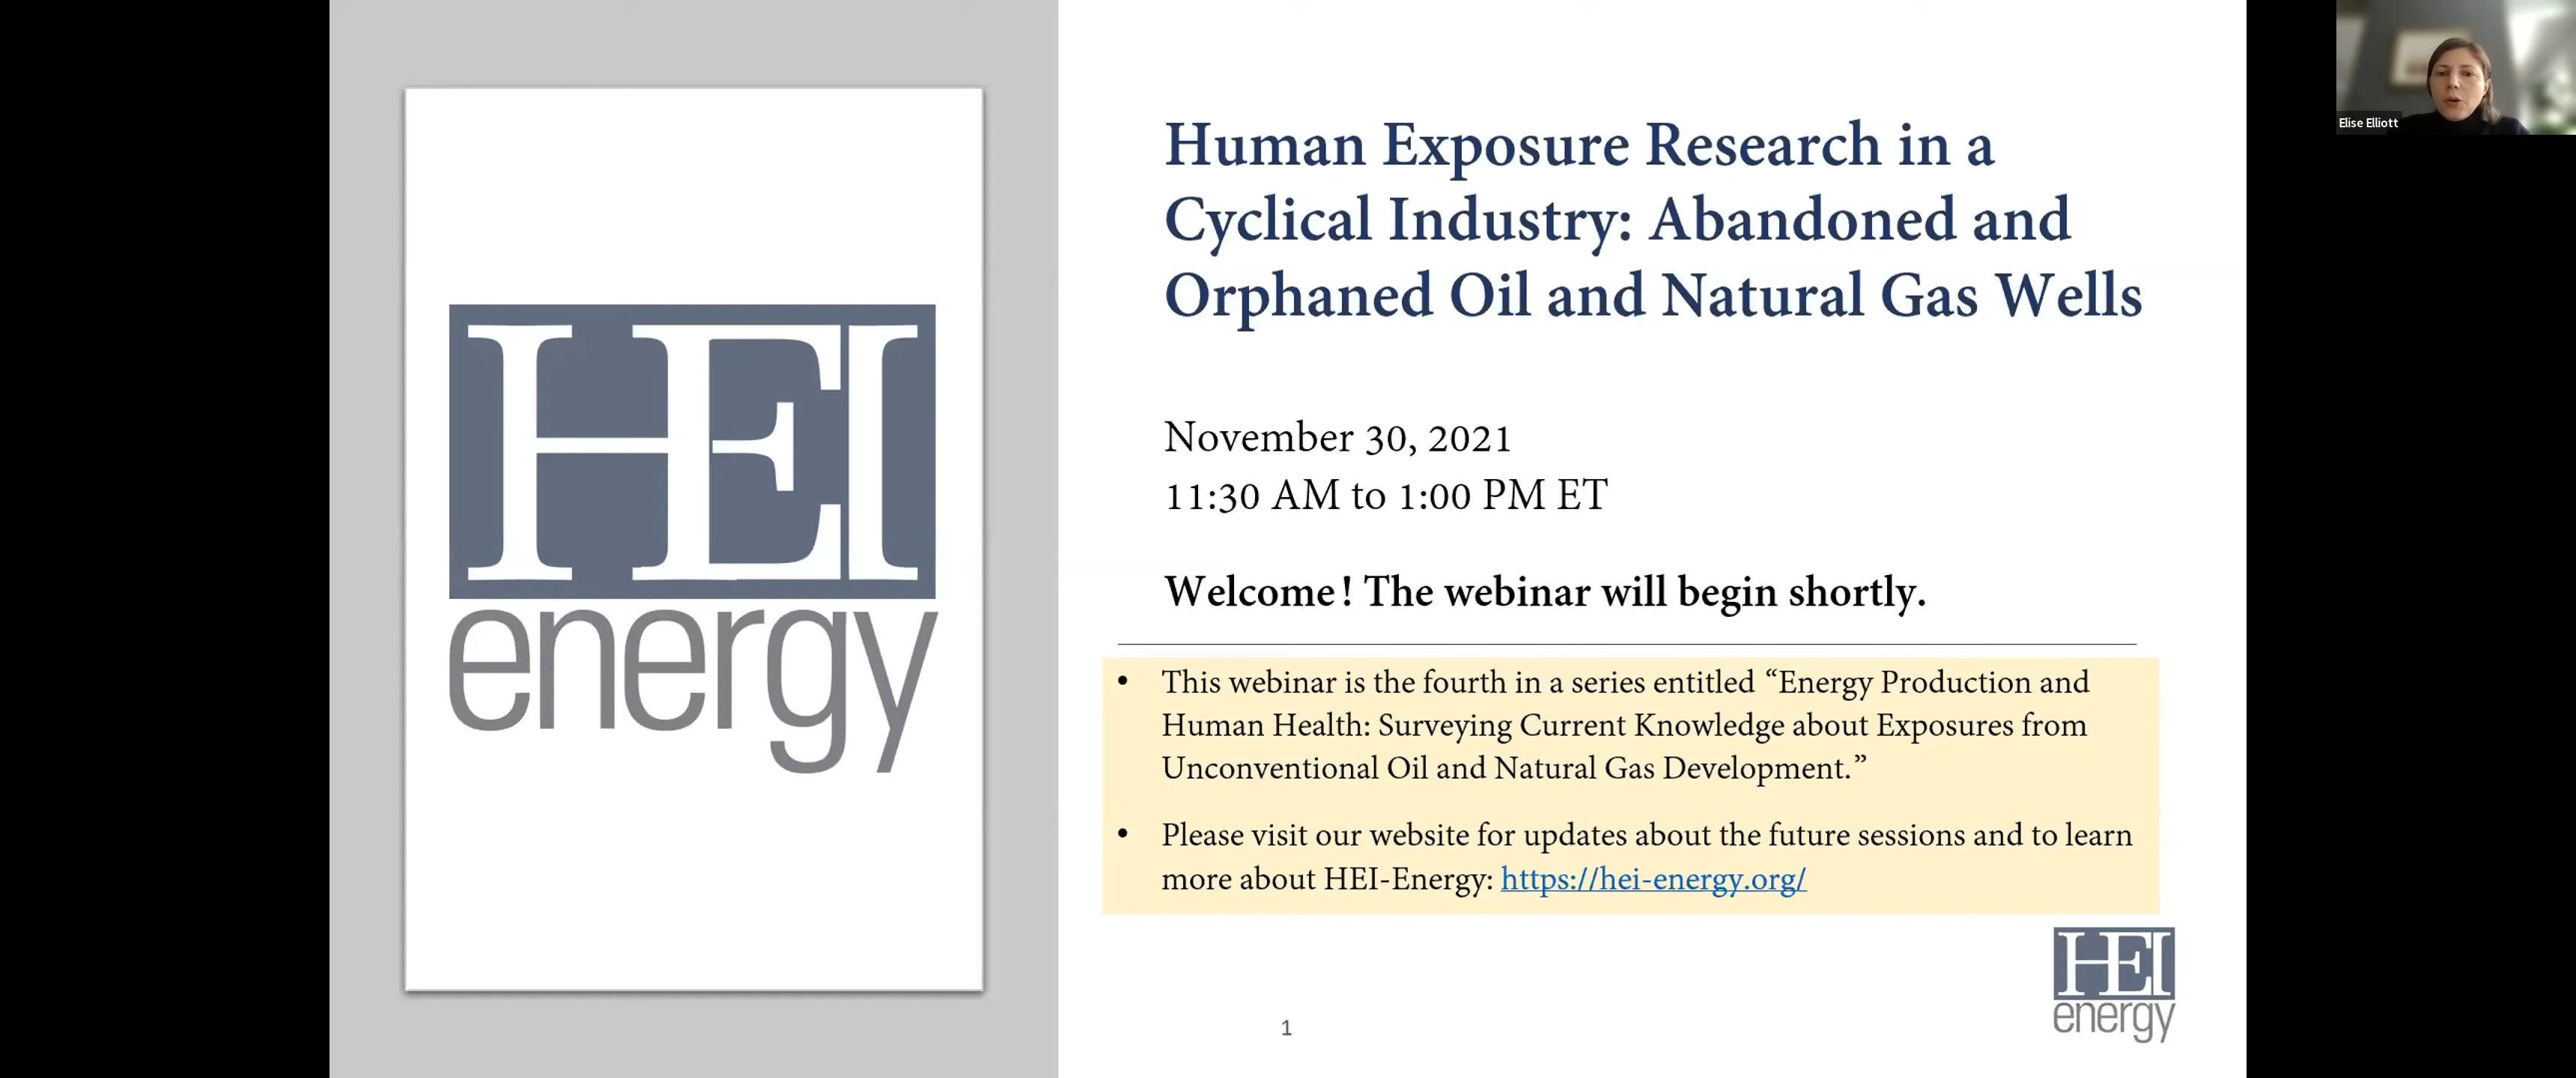 HEI
energy
Human Exposure Research in a
Cyclical Industry: Abandoned and
Orphaned Oil and Natural Gas Wells
November 30, 2021
11:30 AM to 1:00 PM ET
Welcome! The webinar will begin shortly.
• This webinar is the fourth in a series entitled “Energy Production and
Human Health: Surveying Current Knowledge about Exposures from
Unconventional Oil and Natural Gas Development.”
• Please visit our website for updates about the future sessions and to learn
more about HEI-Energy: https://hei-energy.org/
HEI
energy
1
Elise Elliott